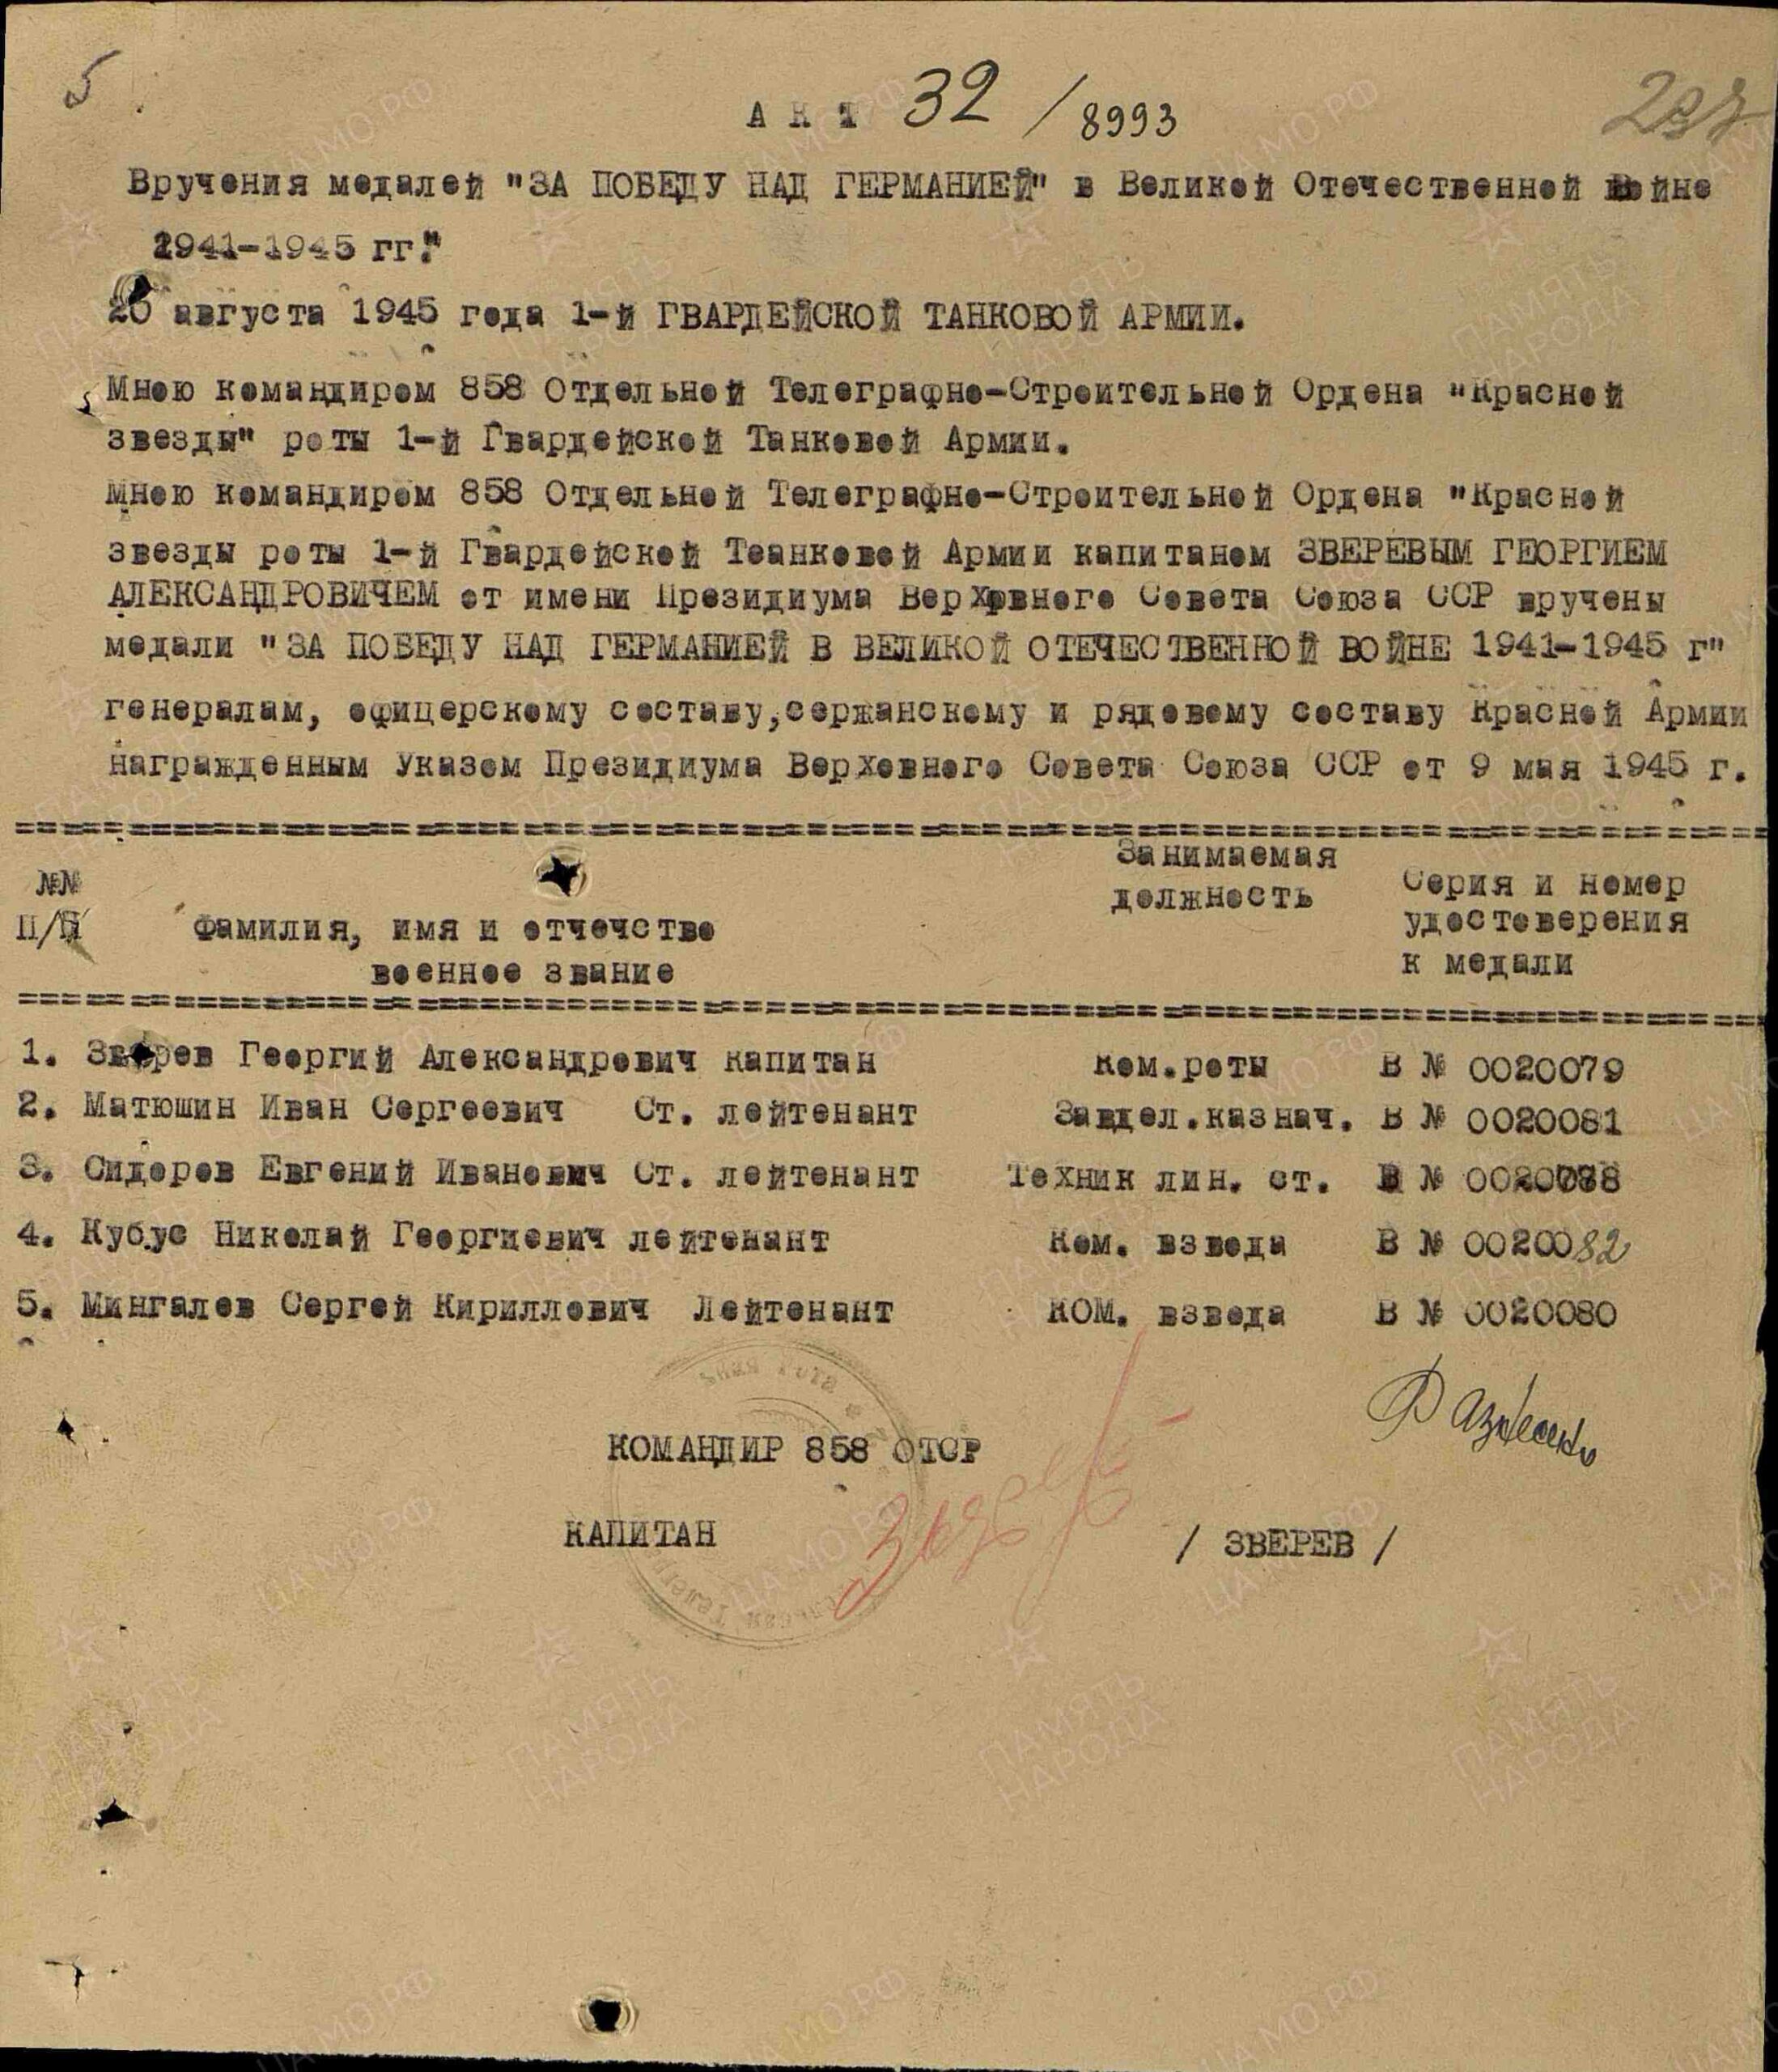 5
А К Т 32 / 8993
Вручения медалей "ЗА ПОБЕДУ НАД ГЕРМАНИЕЙ" в Великой Отечественной войне
1941-1945 гг."
20 августа 1945 года 1-й ГВАРДЕЙСКОЙ ТАНКОВОЙ АРМИИ.
Мною командиром 858 Отдельной Телеграфно-Строительной Ордена "Красной
звезды" роты 1-й Гвардейской Танковой Армии.
Мною командиром 858 Отдельной Телеграфно-Строительной Ордена "Красной
звезды роты 1-й Гвардейской Теанковой Армии капитаном ЗВЕРЕВЫМ ГЕОРГИЕМ
АЛЕКСАНДРОВИЧЕМ от имени Президиума Верховного Совета Союза ССР вручены
медали "ЗА ПОБЕДУ НАД ГЕРМАНИЕЙ В ВЕЛИКОЙ ОТЕЧЕСТВЕННОЙ ВОЙНЕ 1941-1945 г"
генералам, офицерскому составу,сержанскому и рядовому составу Красной Армии
награжденным Указом Президиума Верховного Совета Союза ССР от 9 мая 1945 г.
№№ П/П Фамилия, имя и отчечство военное звание
Занимаемая должность
Серия и номер удостоверения к медали
1. Зверев Георгий Александрович Капитан Ком.роты В № 0020079
2. Матюшин Иван Сергеевич Ст. лейтенант Завдел.казнач. В № 0020081
3. Сидоров Евгений Иванович Ст. лейтенант Техник лин. ст. В №
4. Кубус Николай Георгиевич лейтенант Ком. взвода В № 0020082
5. Мингалев Сергей Кириллович Лейтенант КОМ. взвода В № 0020080
КОМАНДИР 858 ОТСР
КАПИТАН Зверев / ЗВЕРЕВ /
ЦАМО РФ
ПАМЯТЬ НАРОДА